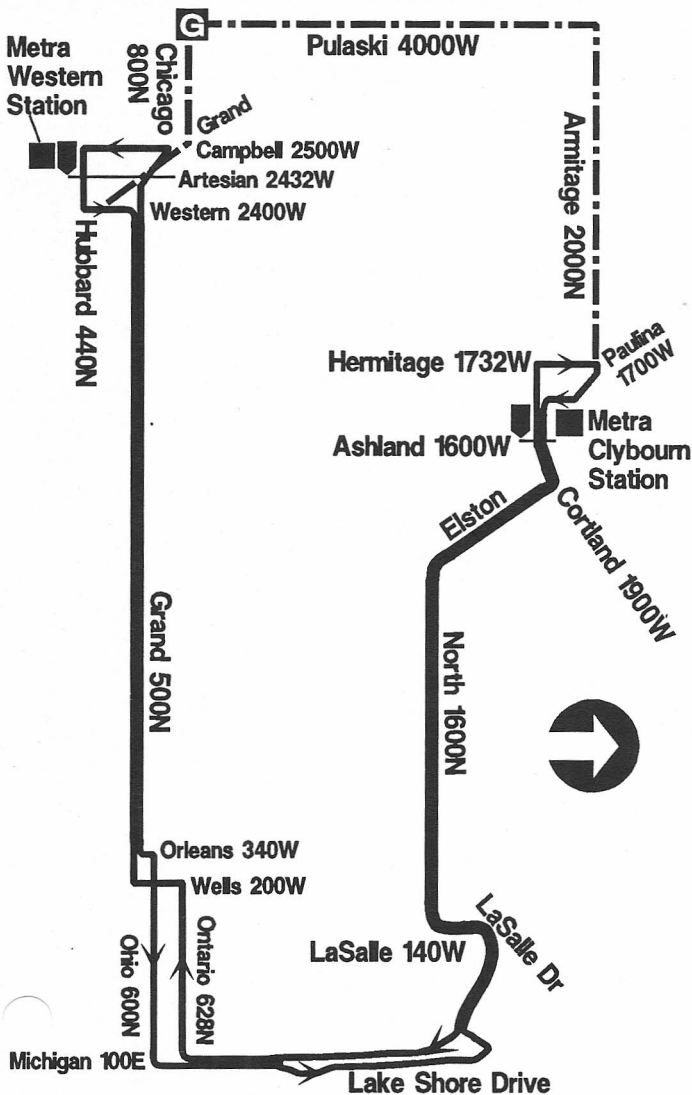 G
Pulaski 4000W
Metra
Western
Station
Chicago
800N
Grand
Campbell 2500W
Artesian 2432W
Western 2400W
Hubbard 440N
Armitage 2000N
Hermitage 1732W
Paulina
1700W
Ashland 1600W
Metra
Clybourn
Station
Elston
Cortland 1900W
Grand 500N
North 1600N
Orleans 340W
Wells 200W
Ohio 600N
Ontario 628N
LaSalle 140W
LaSalle Dr
Michigan 100E
Lake Shore Drive